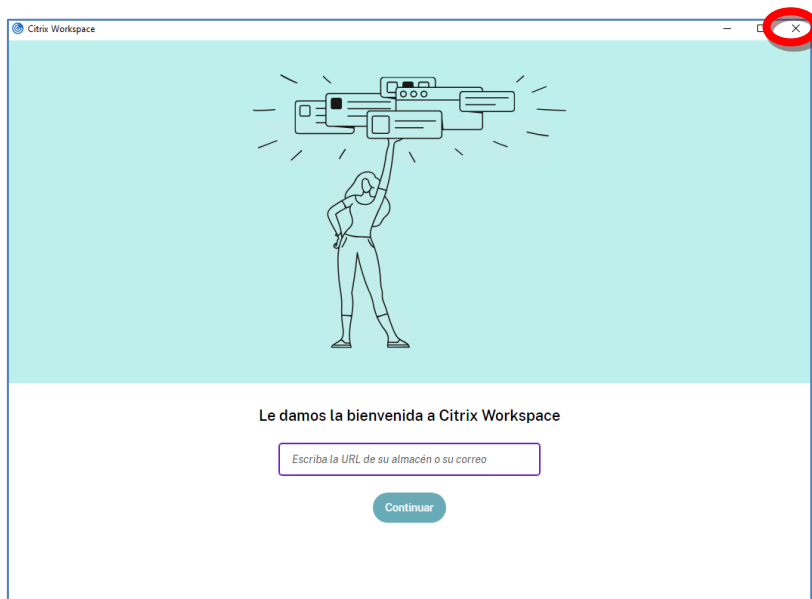 Citrix Workspace
Le damos la bienvenida a Citrix Workspace
Escriba la URL de su almacén o su correo
Continuar